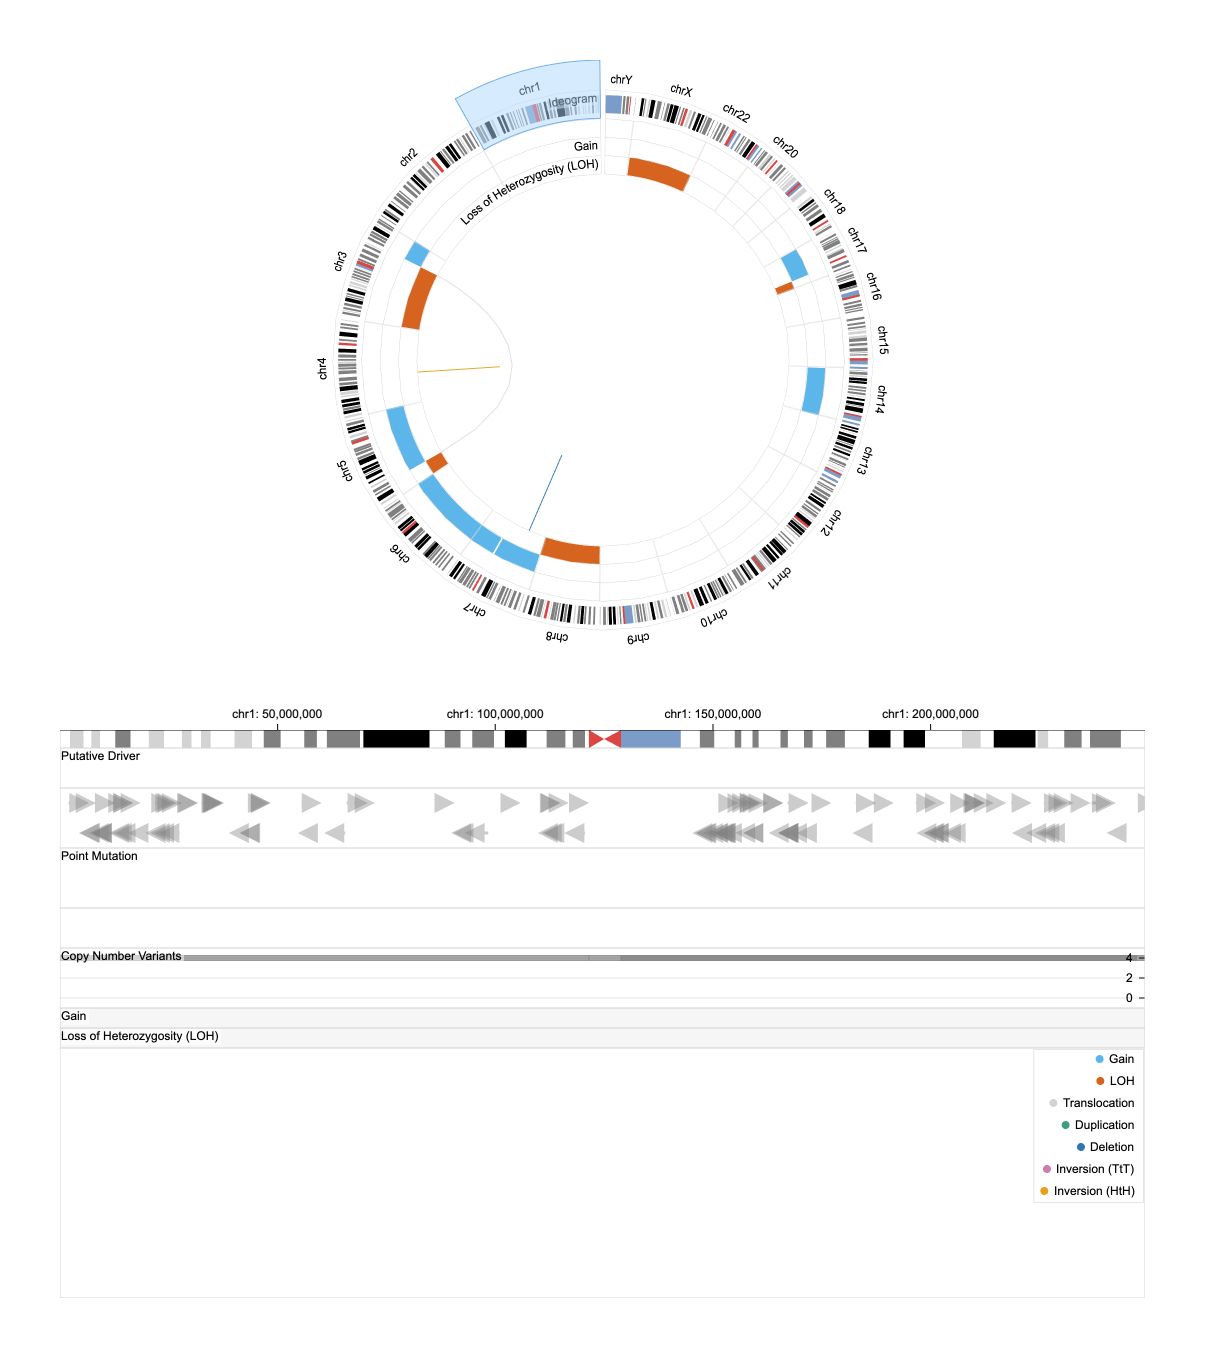 chr1
Ideogram
Gain
Loss of Heterozygosity (LOH)
chrY
chrX
chr22
chr20
chr18
chr17
chr16
chr15
chr14
chr13
chr12
chr11
chr10
chr9
chr8
chr7
chr6
chr5
chr4
chr3
chr2
chr1: 50,000,000
chr1: 100,000,000
chr1: 150,000,000
chr1: 200,000,000
Putative Driver
Point Mutation
Copy Number Variants
4
2
0
Gain
Loss of Heterozygosity (LOH)
Gain
LOH
Translocation
Duplication
Deletion
Inversion (TtT)
Inversion (HtH)